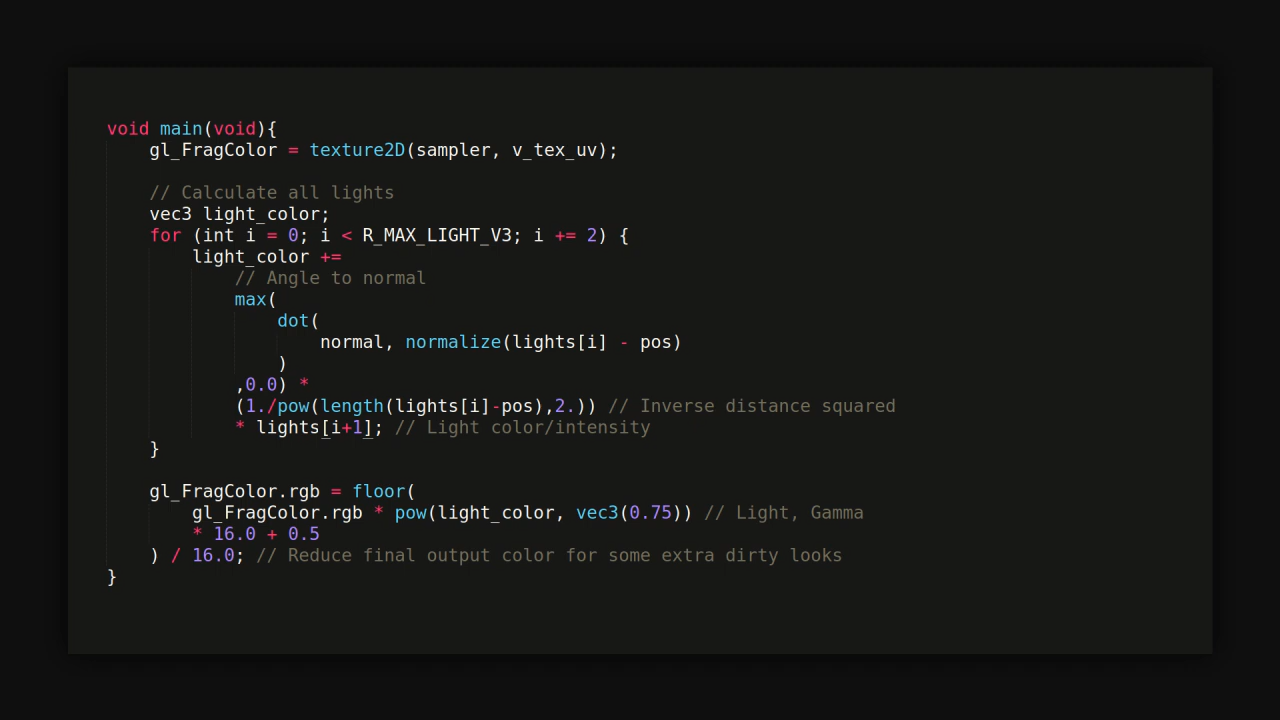 void main(void){
    gl_FragColor = texture2D(sampler, v_tex_uv);

    // Calculate all lights
    vec3 light_color;
    for (int i = 0; i < R_MAX_LIGHT_V3; i += 2) {
        light_color +=
            // Angle to normal
            max(
                dot(
                    normal, normalize(lights[i] - pos)
                )
            ,0.0) *
            (1./pow(length(lights[i]-pos),2.)) // Inverse distance squared
            * lights[i+1]; // Light color/intensity
    }

    gl_FragColor.rgb = floor(
        gl_FragColor.rgb * pow(light_color, vec3(0.75)) // Light, Gamma
        * 16.0 + 0.5
    ) / 16.0; // Reduce final output color for some extra dirty looks
}